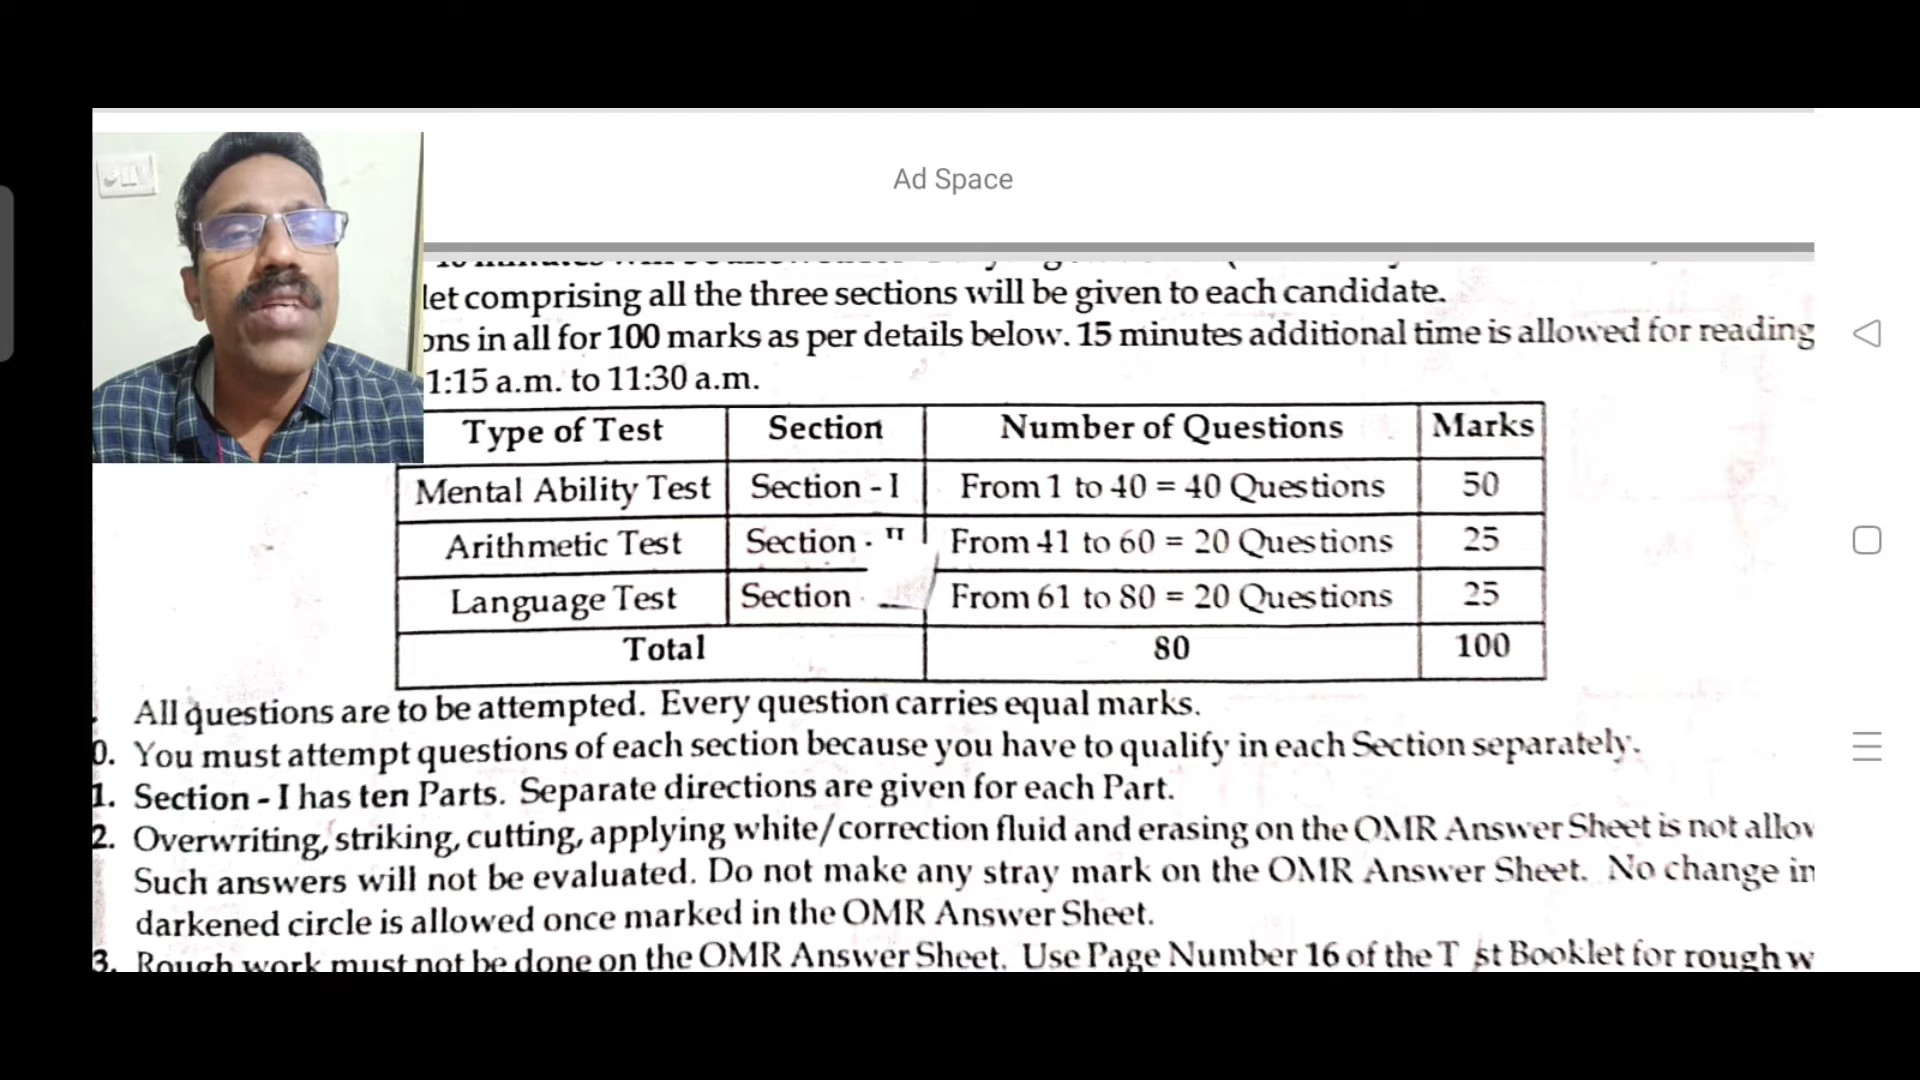 Ad Space
let comprising all the three sections will be given to each candidate.
ons in all for 100 marks as per details below. 15 minutes additional time is allowed for reading
1:15 a.m. to 11:30 a.m.
Type of Test Section Number of Questions Marks
Mental Ability Test Section - I From 1 to 40 = 40 Questions 50
Arithmetic Test Section - II From 41 to 60 = 20 Questions 25
Language Test Section From 61 to 80 = 20 Questions 25
Total 80 100
All questions are to be attempted. Every question carries equal marks.
0. You must attempt questions of each section because you have to qualify in each Section separately.
1. Section - I has ten Parts. Separate directions are given for each Part.
2. Overwriting, striking, cutting, applying white/correction fluid and erasing on the OMR Answer Sheet is not allow
Such answers will not be evaluated. Do not make any stray mark on the OMR Answer Sheet. No change in
darkened circle is allowed once marked in the OMR Answer Sheet.
3. Rough work must not be done on the OMR Answer Sheet. Use Page Number 16 of the T st Booklet for rough w